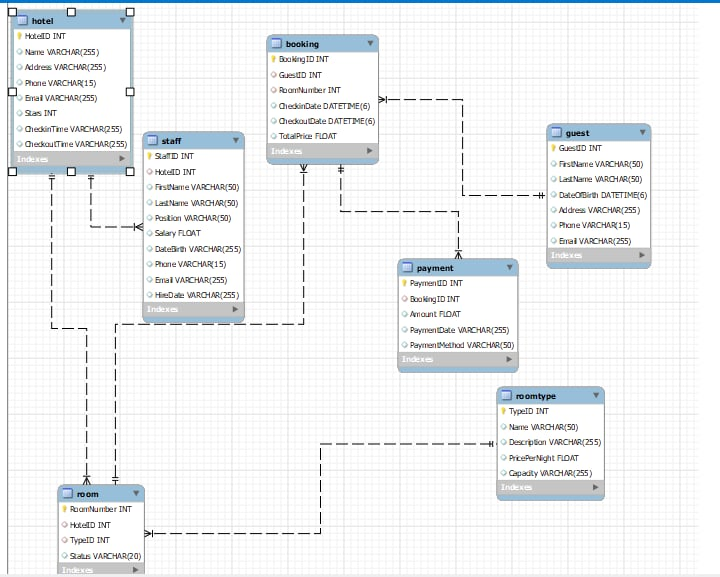 hotel
HotelID INT
Name VARCHAR(255)
Address VARCHAR(255)
Phone VARCHAR(15)
Email VARCHAR(255)
Stars INT
CheckinTime VARCHAR(255)
CheckoutTime VARCHAR(255)
Indexes
staff
StaffID INT
HotelID INT
FirstName VARCHAR(50)
LastName VARCHAR(50)
Position VARCHAR(50)
Salary FLOAT
DateBirth VARCHAR(255)
Phone VARCHAR(15)
Email VARCHAR(255)
HireDate VARCHAR(255)
Indexes
booking
BookingID INT
GuestID INT
RoomNumber INT
CheckinDate DATETIME(6)
CheckoutDate DATETIME(6)
TotalPrice FLOAT
Indexes
guest
GuestID INT
FirstName VARCHAR(50)
LastName VARCHAR(50)
DateOfBirth DATETIME(6)
Address VARCHAR(255)
Phone VARCHAR(15)
Email VARCHAR(255)
Indexes
payment
PaymentID INT
BookingID INT
Amount FLOAT
PaymentDate VARCHAR(255)
PaymentMethod VARCHAR(50)
Indexes
roomtype
TypeID INT
Name VARCHAR(50)
Description VARCHAR(255)
PricePerNight FLOAT
Capacity VARCHAR(255)
Indexes
room
RoomNumber INT
HotelID INT
TypeID INT
Status VARCHAR(20)
Indexes